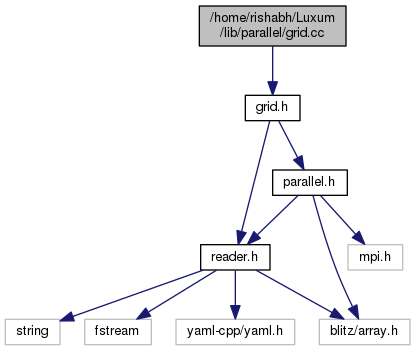 /home/rishabh/Luxum
/lib/parallel/grid.cc
grid.h
parallel.h
reader.h
mpi.h
string
fstream
yaml-cpp/yaml.h
blitz/array.h